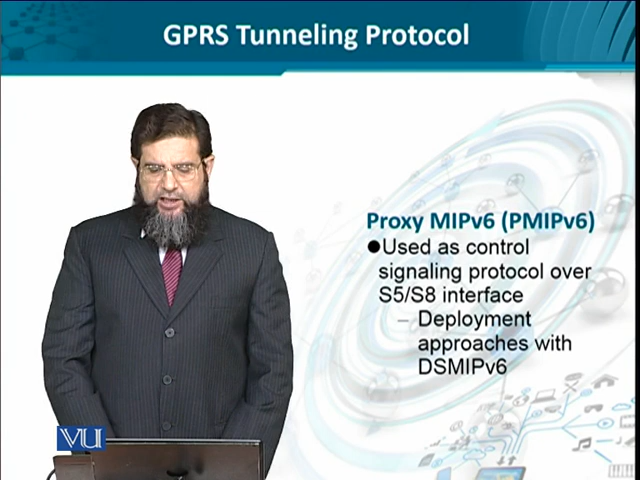 GPRS Tunneling Protocol
Proxy MIPv6 (PMIPv6)
●Used as control
signaling protocol over
S5/S8 interface
– Deployment
approaches with
DSMIPv6
VU